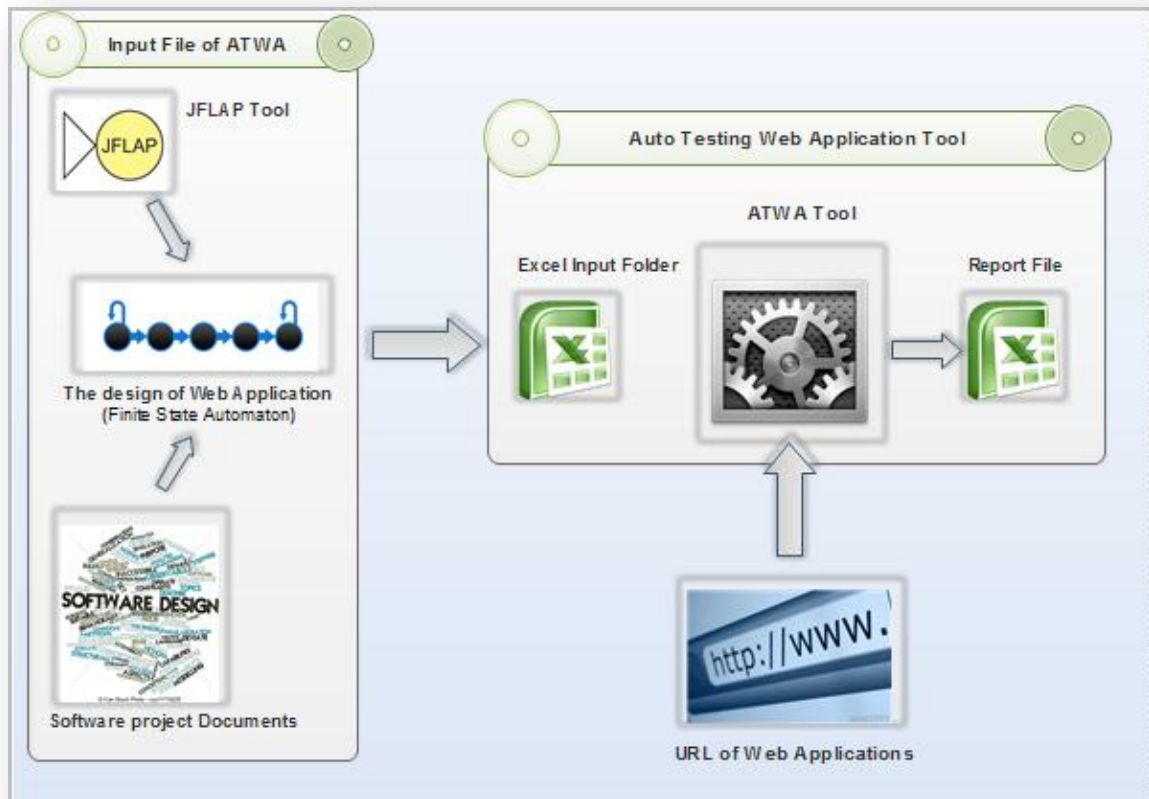 Input File of ATWA
JFLAP Tool
JFLAP
The design of Web Application
(Finite State Automaton)
SOFTWARE DESIGN
Software project Documents
Auto Testing Web Application Tool
ATWA Tool
Excel Input Folder
Report File
http://www.
URL of Web Applications